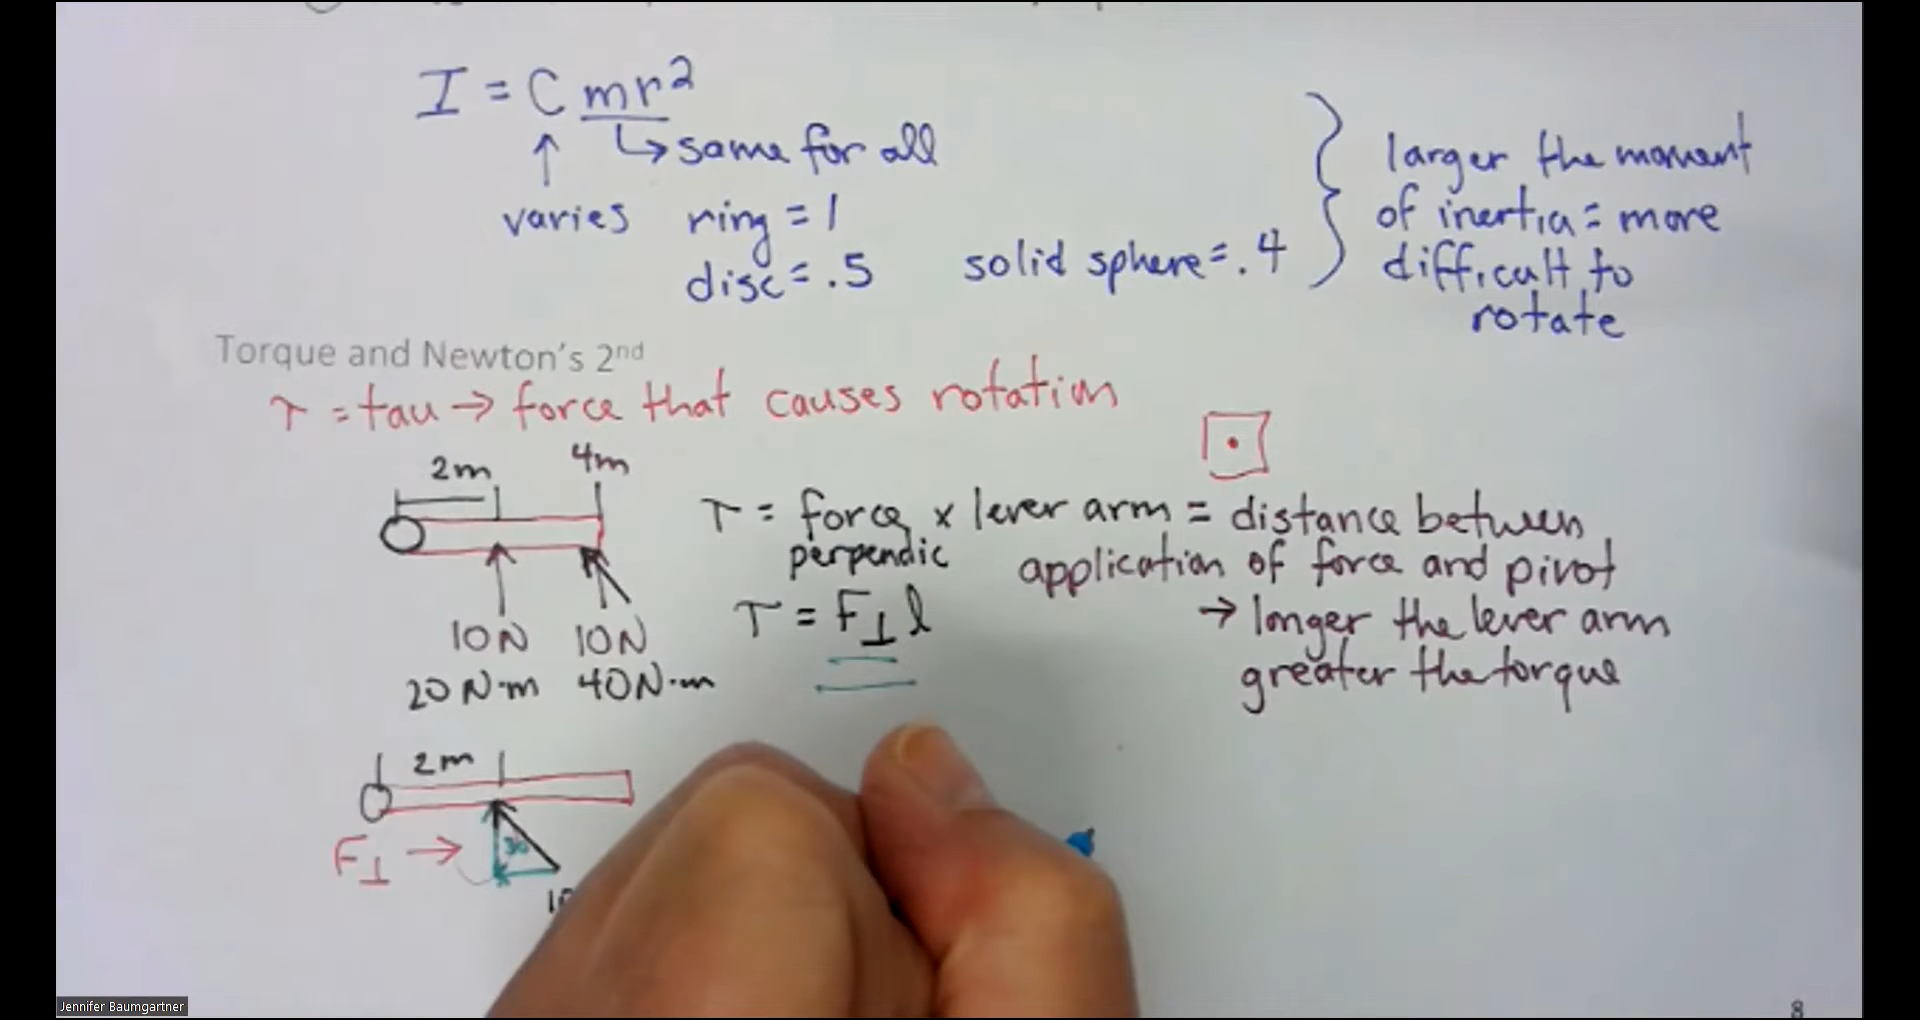 I = C mr²
↑ ↳ same for all
varies ring = 1
disc = .5 solid sphere = .4
larger the moment
of inertia = more
difficult to
rotate
Torque and Newton's 2nd
τ = tau → force that causes rotation
2m 4m
τ = force x lever arm = distance between
perpendic application of force and pivot
τ = F⊥ l → longer the lever arm
greater the torque
10N 10N
20 N·m 40N·m
2m
F⊥ → 30
8
Jennifer Baumgartner